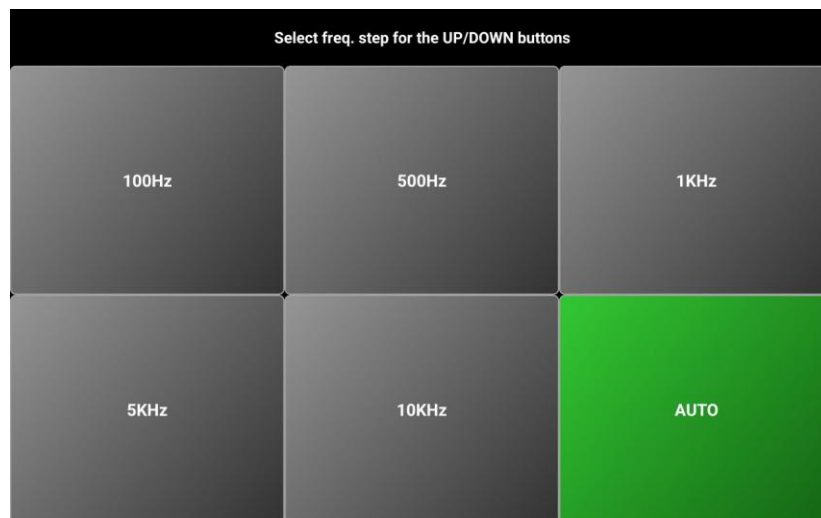 Select freq. step for the UP/DOWN buttons
100Hz
500Hz
1KHz
5KHz
10KHz
AUTO